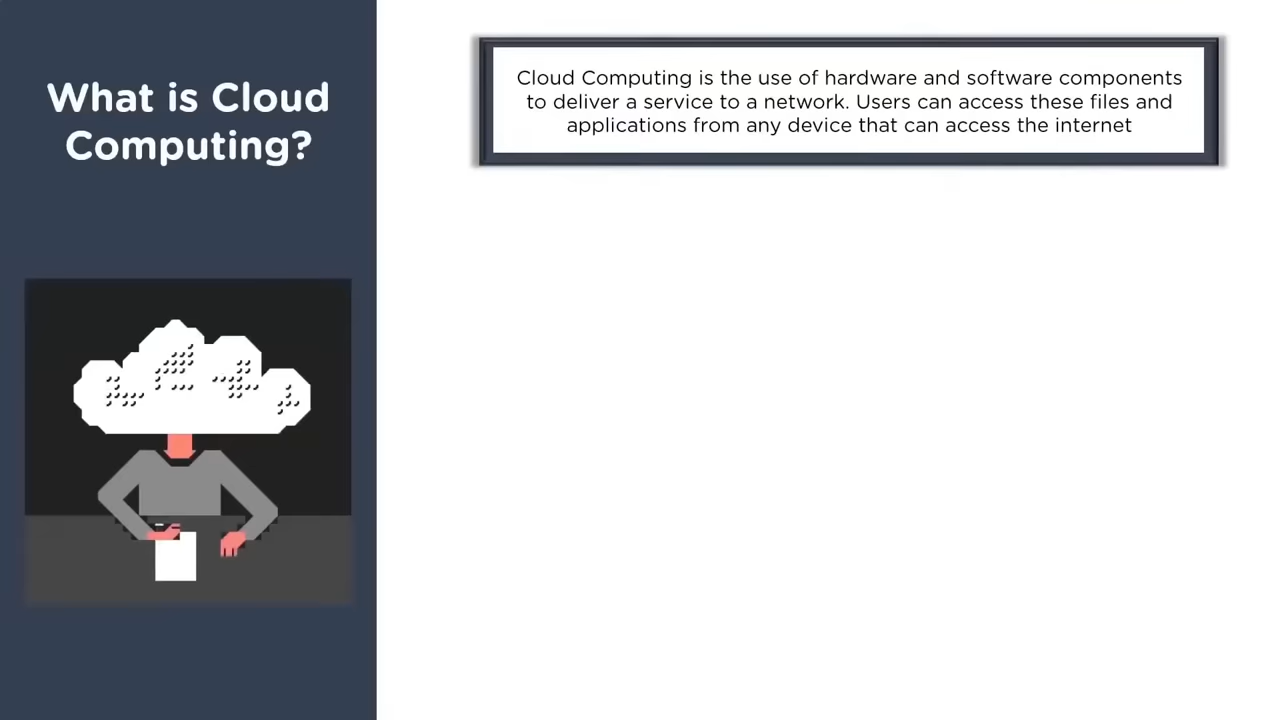 What is Cloud
Computing?
Cloud Computing is the use of hardware and software components
to deliver a service to a network. Users can access these files and
applications from any device that can access the internet